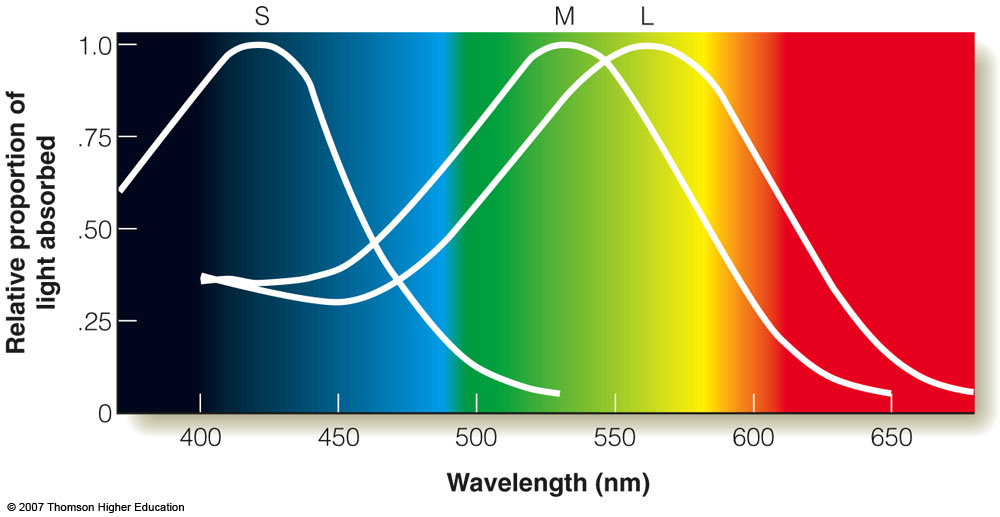 S M L
1.0
.75
.50
.25
0
Relative proportion of
light absorbed
400 450 500 550 600 650
Wavelength (nm)
© 2007 Thomson Higher Education